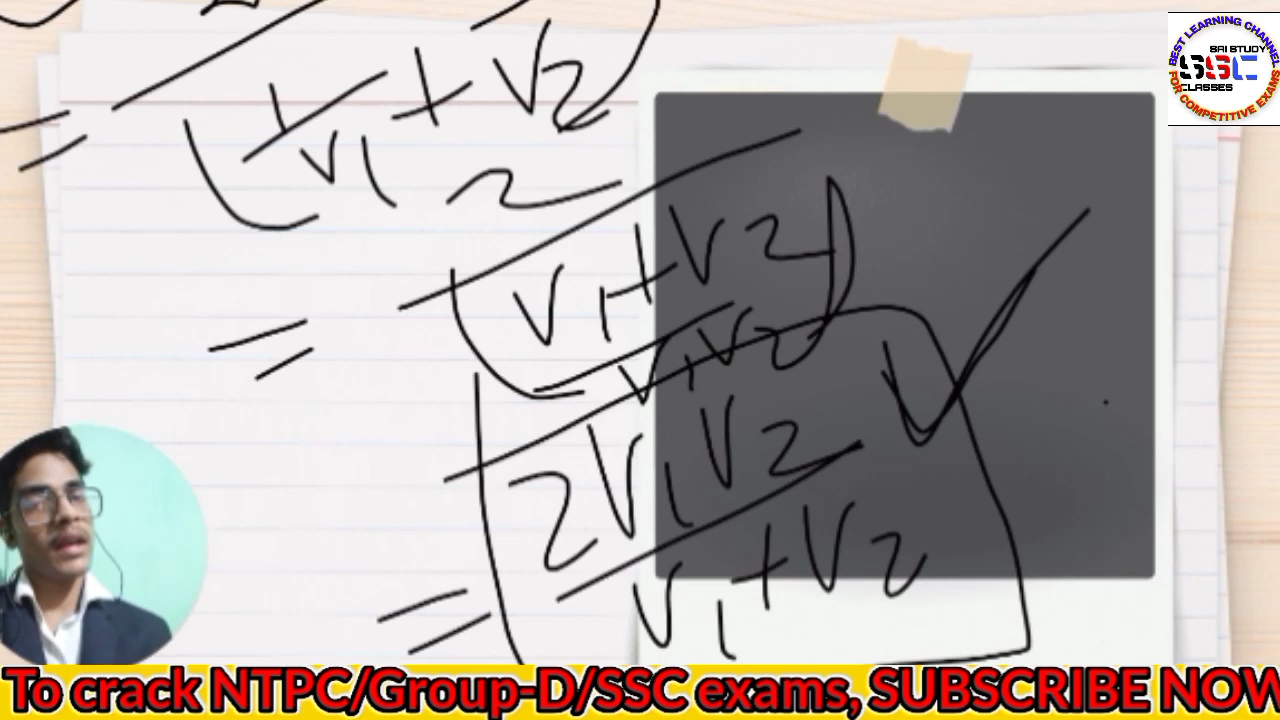 BEST LEARNING CHANNEL
SAI STUDY
SSC
CLASSES
FOR COMPETITIVE EXAMS
= 1/V1 + V2
= 2/((V1+V2)/V1V2)
= 2V1V2/V1+V2
To crack NTPC/Group-D/SSC exams, SUBSCRIBE NOW